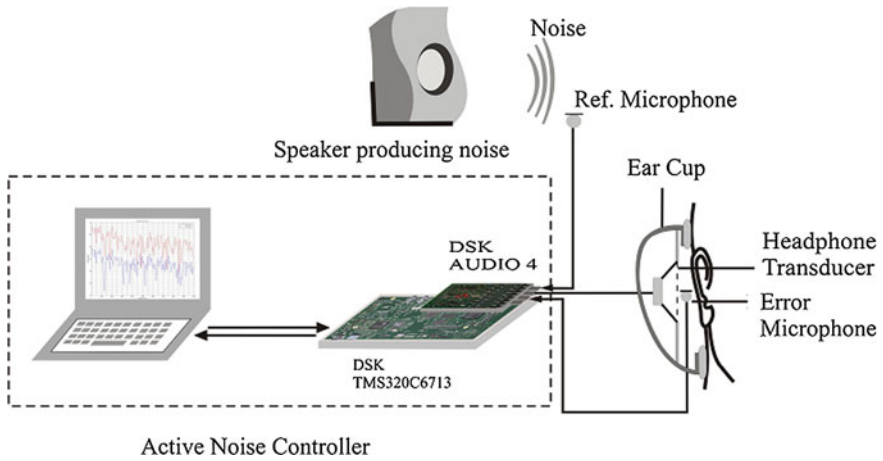 Noise
Ref. Microphone
Speaker producing noise
Ear Cup
DSK
AUDIO 4
Headphone
Transducer
Error
Microphone
DSK
TMS320C6713
Active Noise Controller